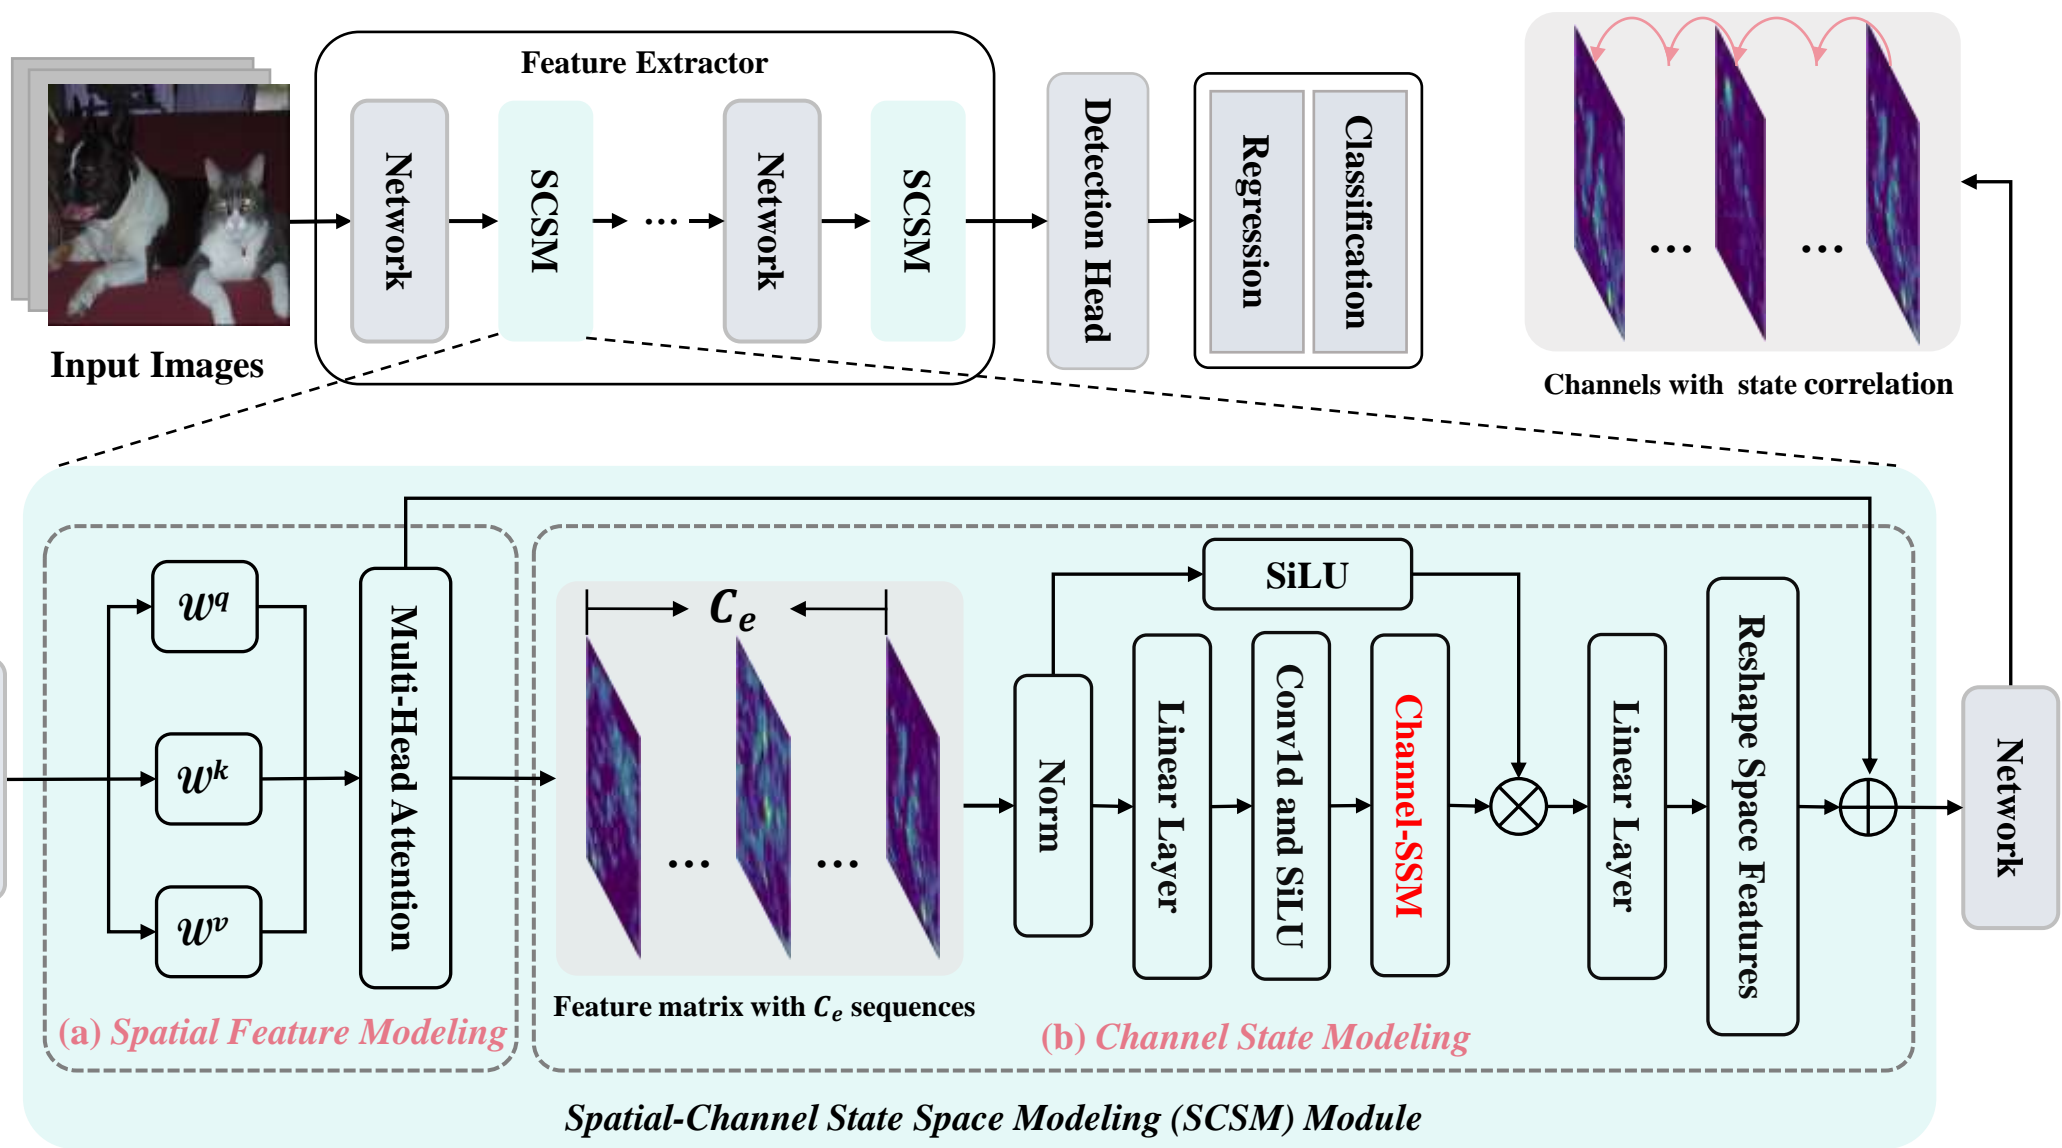 Feature Extractor
Network
SCSM
...
Network
SCSM
Detection Head
Regression
Classification
Input Images
... ...
Channels with state correlation
𝒲^q
𝒲^k
𝒲^v
Multi-Head Attention
(a) Spatial Feature Modeling
C_e
... ...
Feature matrix with C_e sequences
Norm
SiLU
Linear Layer
Conv1d and SiLU
Channel-SSM
Linear Layer
Reshape Space Features
(b) Channel State Modeling
Network
Spatial-Channel State Space Modeling (SCSM) Module